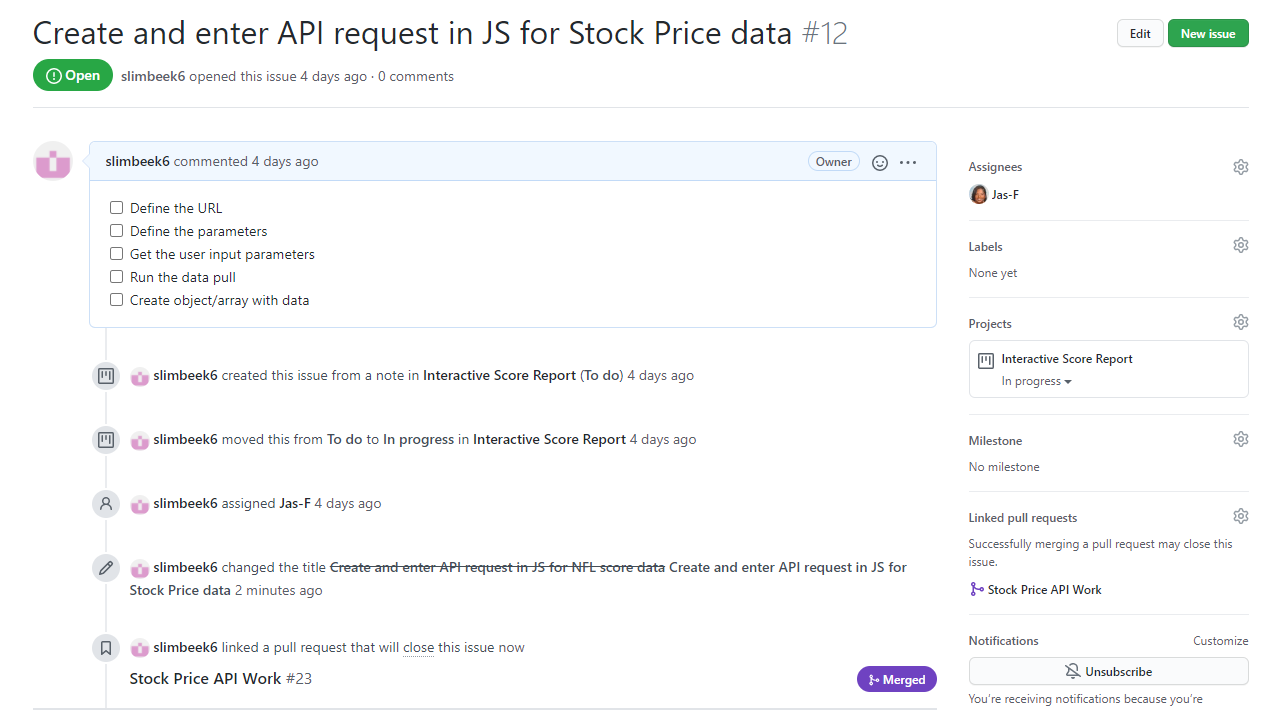 Create and enter API request in JS for Stock Price data #12
Edit
New issue
Open
slimbeek6 opened this issue 4 days ago · 0 comments
slimbeek6 commented 4 days ago
Owner
Define the URL
Define the parameters
Get the user input parameters
Run the data pull
Create object/array with data
slimbeek6 created this issue from a note in Interactive Score Report (To do) 4 days ago
slimbeek6 moved this from To do to In progress in Interactive Score Report 4 days ago
slimbeek6 assigned Jas-F 4 days ago
slimbeek6 changed the title Create and enter API request in JS for NFL score data Create and enter API request in JS for
Stock Price data 2 minutes ago
slimbeek6 linked a pull request that will close this issue now
Stock Price API Work #23
Merged
Assignees
Jas-F
Labels
None yet
Projects
Interactive Score Report
In progress
Milestone
No milestone
Linked pull requests
Successfully merging a pull request may close this
issue.
Stock Price API Work
Notifications
Customize
Unsubscribe
You're receiving notifications because you're